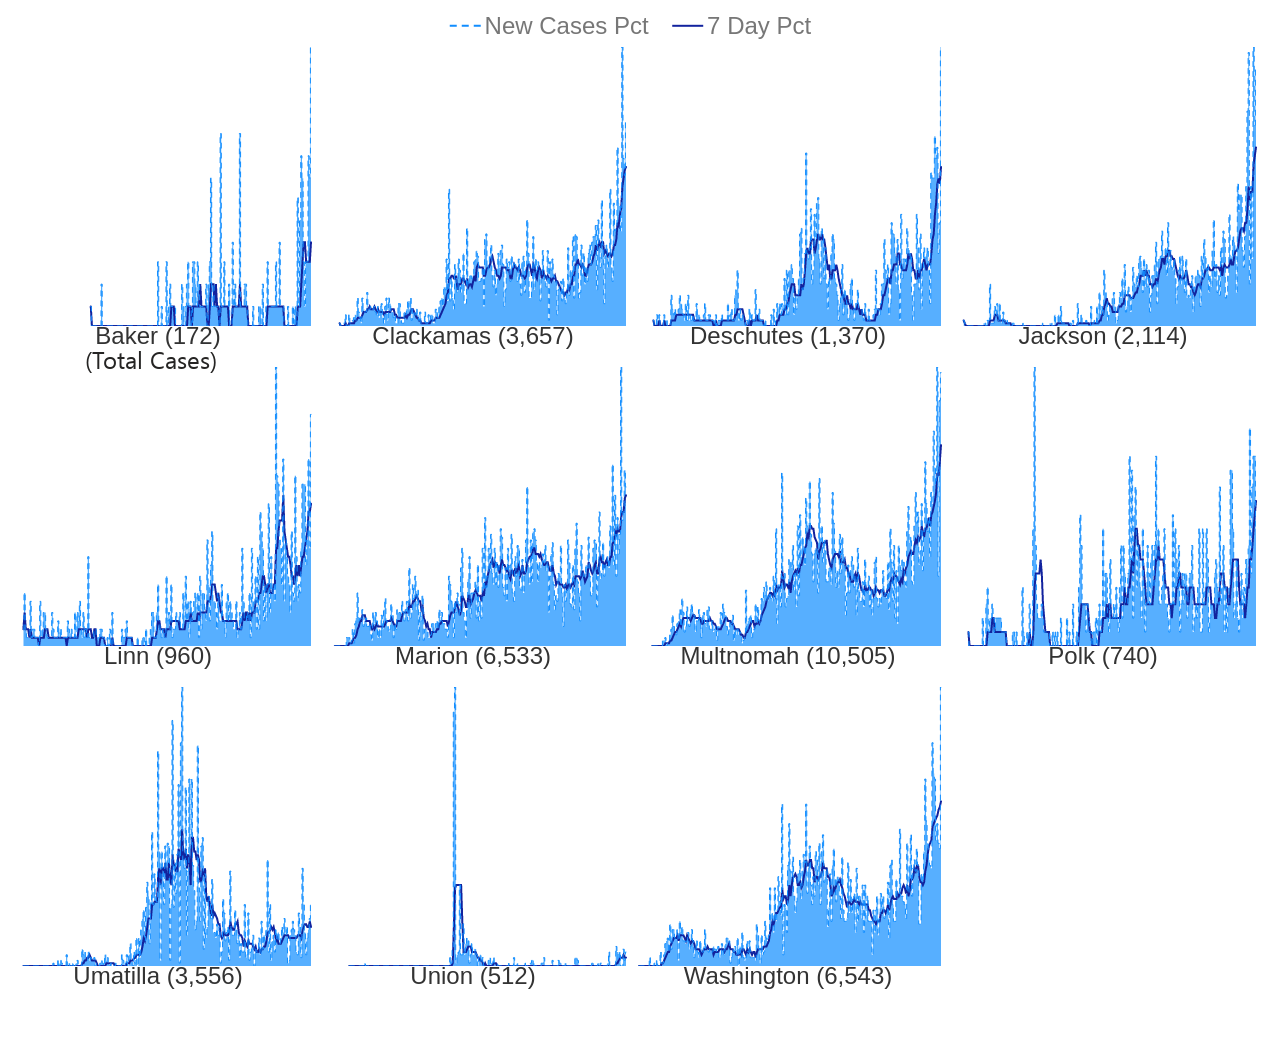 New Cases Pct 7 Day Pct
Baker (172) Clackamas (3,657) Deschutes (1,370) Jackson (2,114)
(Total Cases)
Linn (960) Marion (6,533) Multnomah (10,505) Polk (740)
Umatilla (3,556) Union (512) Washington (6,543)